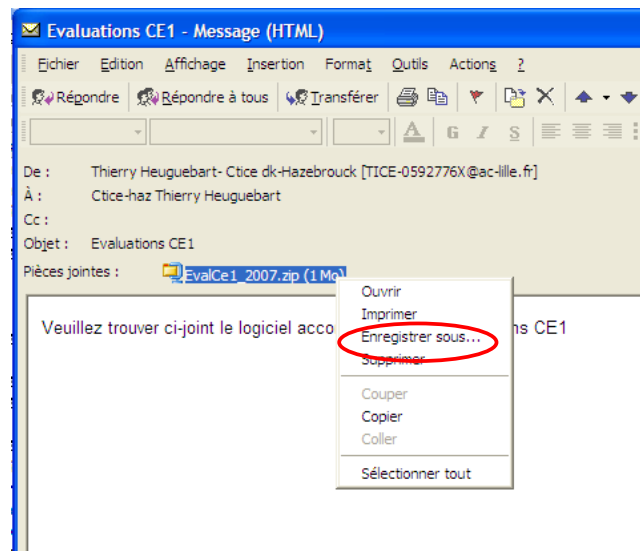 Evaluations CE1 - Message (HTML)
Fichier Edition Affichage Insertion Format Outils Actions ?
Répondre Répondre à tous Transférer
A G I S
De : Thierry Heuguebart- Ctice dk-Hazebrouck [TICE-0592776X@ac-lille.fr]
À : Ctice-haz Thierry Heuguebart
Cc :
Objet : Evaluations CE1
Pièces jointes : EvalCe1_2007.zip (1 Mo)
Veuillez trouver ci-joint le logiciel acco ns CE1
Ouvrir
Imprimer
Enregistrer sous...
Supprimer
Couper
Copier
Coller
Sélectionner tout